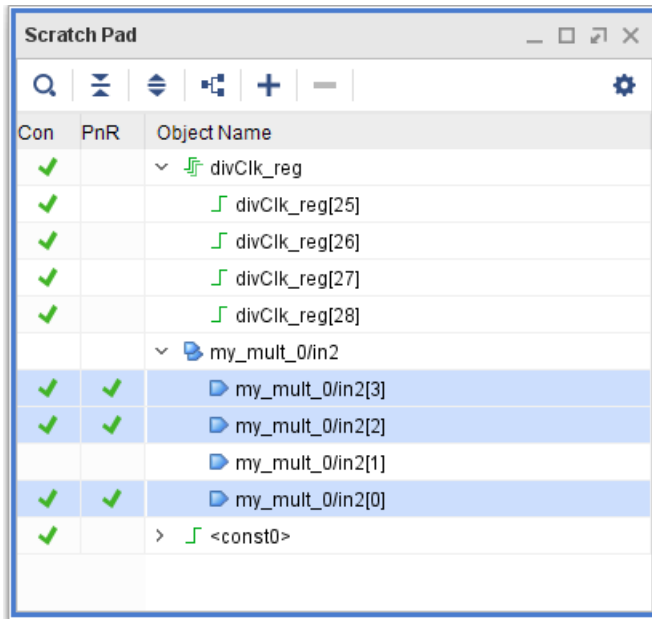 Scratch Pad
Con PnR Object Name
divClk_reg
divClk_reg[25]
divClk_reg[26]
divClk_reg[27]
divClk_reg[28]
my_mult_0/in2
my_mult_0/in2[3]
my_mult_0/in2[2]
my_mult_0/in2[1]
my_mult_0/in2[0]
<const0>